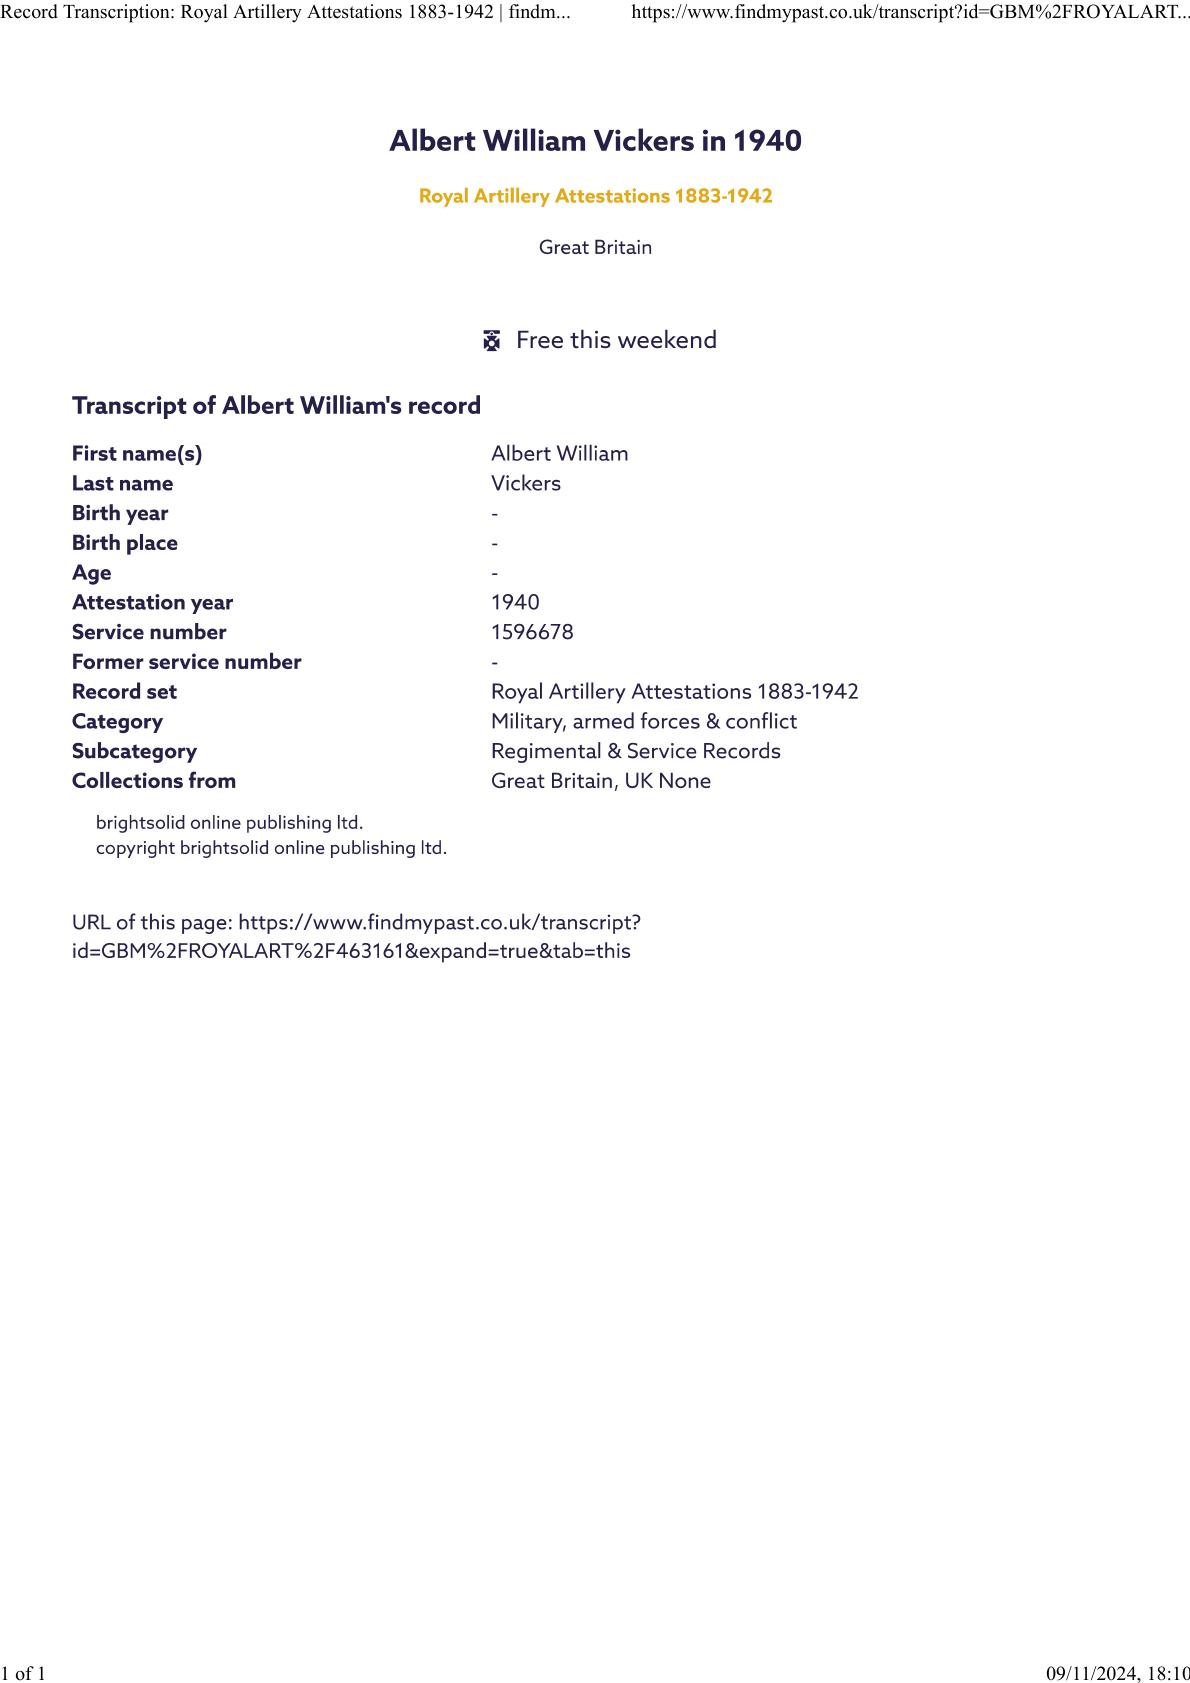 Record Transcription: Royal Artillery Attestations 1883-1942 | findm... https://www.findmypast.co.uk/transcript?id=GBM%2FROYALART...
Albert William Vickers in 1940
Royal Artillery Attestations 1883-1942
Great Britain
Free this weekend
Transcript of Albert William's record
First name(s) Albert William
Last name Vickers
Birth year -
Birth place -
Age -
Attestation year 1940
Service number 1596678
Former service number -
Record set Royal Artillery Attestations 1883-1942
Category Military, armed forces & conflict
Subcategory Regimental & Service Records
Collections from Great Britain, UK None
brightsolid online publishing ltd.
copyright brightsolid online publishing ltd.
URL of this page: https://www.findmypast.co.uk/transcript?
id=GBM%2FROYALART%2F463161&expand=true&tab=this
1 of 1 09/11/2024, 18:10